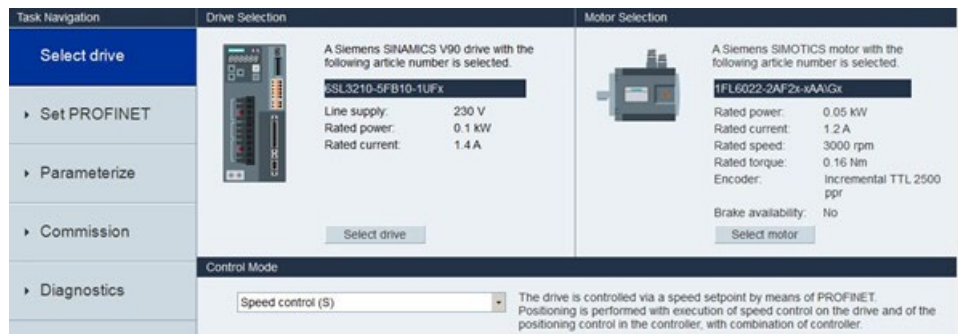 Task Navigation
Select drive
Set PROFINET
Parameterize
Commission
Diagnostics
Drive Selection
A Siemens SINAMICS V90 drive with the
following article number is selected.
6SL3210-5FB10-1UFx
Line supply: 230 V
Rated power: 0.1 kW
Rated current: 1.4 A
Select drive
Motor Selection
A Siemens SIMOTICS motor with the
following article number is selected.
1FL6022-2AF2x-xAA\Gx
Rated power: 0.05 kW
Rated current: 1.2 A
Rated speed: 3000 rpm
Rated torque: 0.16 Nm
Encoder: Incremental TTL 2500
ppr
Brake availability: No
Select motor
Control Mode
Speed control (S)
The drive is controlled via a speed setpoint by means of PROFINET.
Positioning is performed with execution of speed control on the drive and of the
positioning control in the controller, with combination of controller.